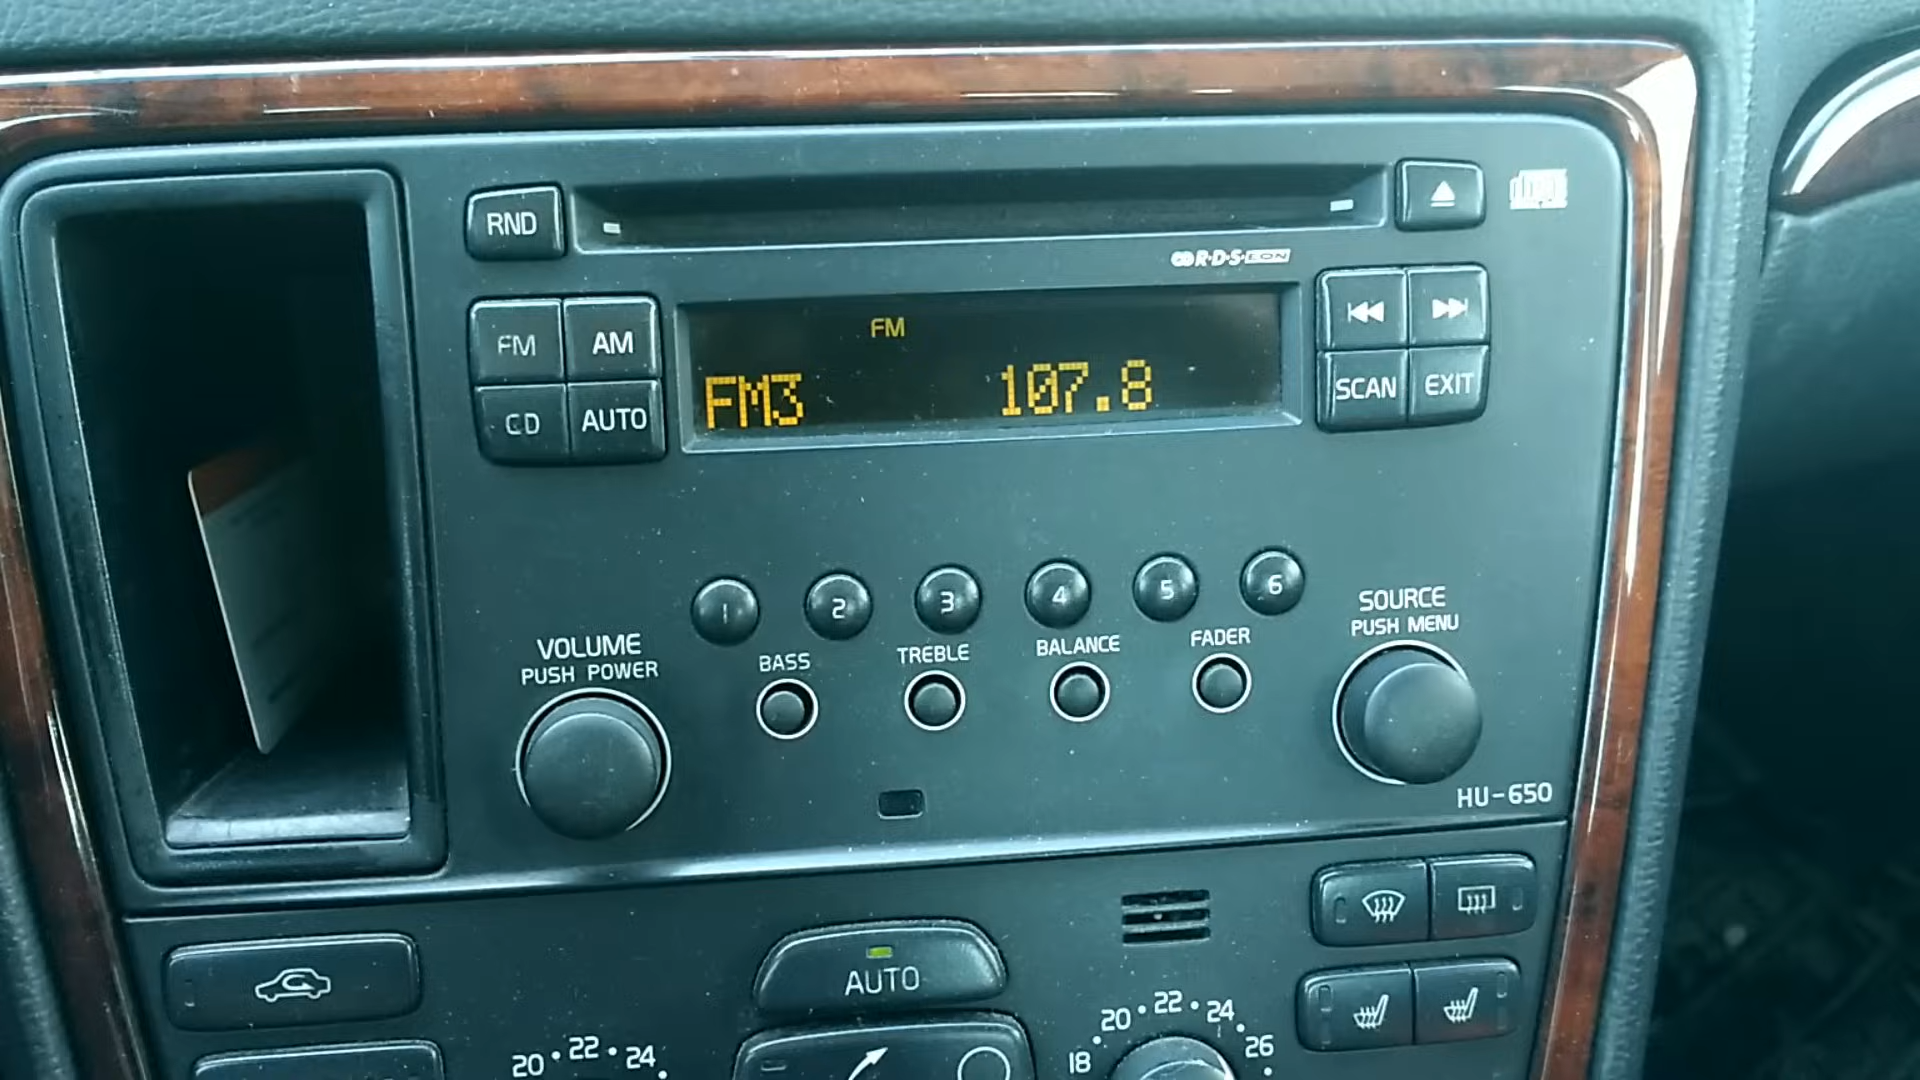 RND
R·D·S·EON
FM
AM
FM
CD
AUTO
FM3 107.8
SCAN
EXIT
1
2
3
4
5
6
VOLUME
PUSH POWER
BASS
TREBLE
BALANCE
FADER
SOURCE
PUSH MENU
HU-650
AUTO
20 • 22 • 24
18 • 20 • 22 • 24 • 26